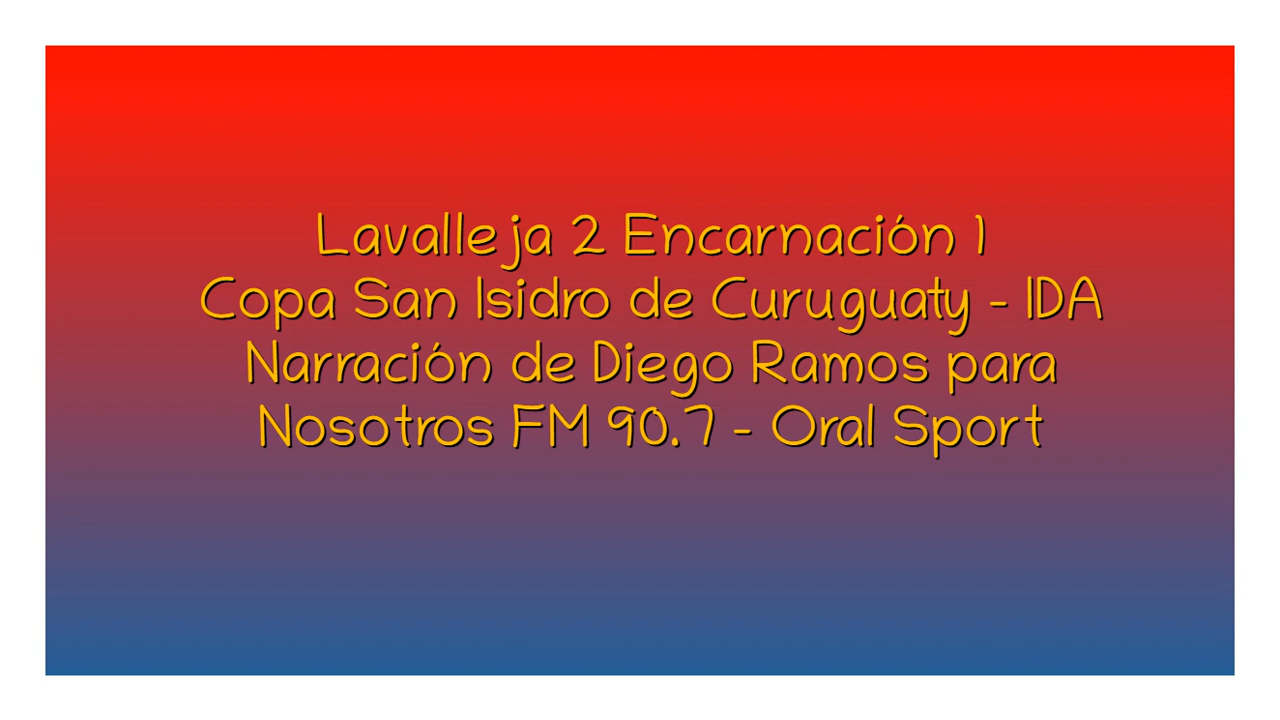 Lavalleja 2 Encarnación 1
Copa San Isidro de Curuguaty - IDA
Narración de Diego Ramos para
Nosotros FM 90.7 - Oral Sport